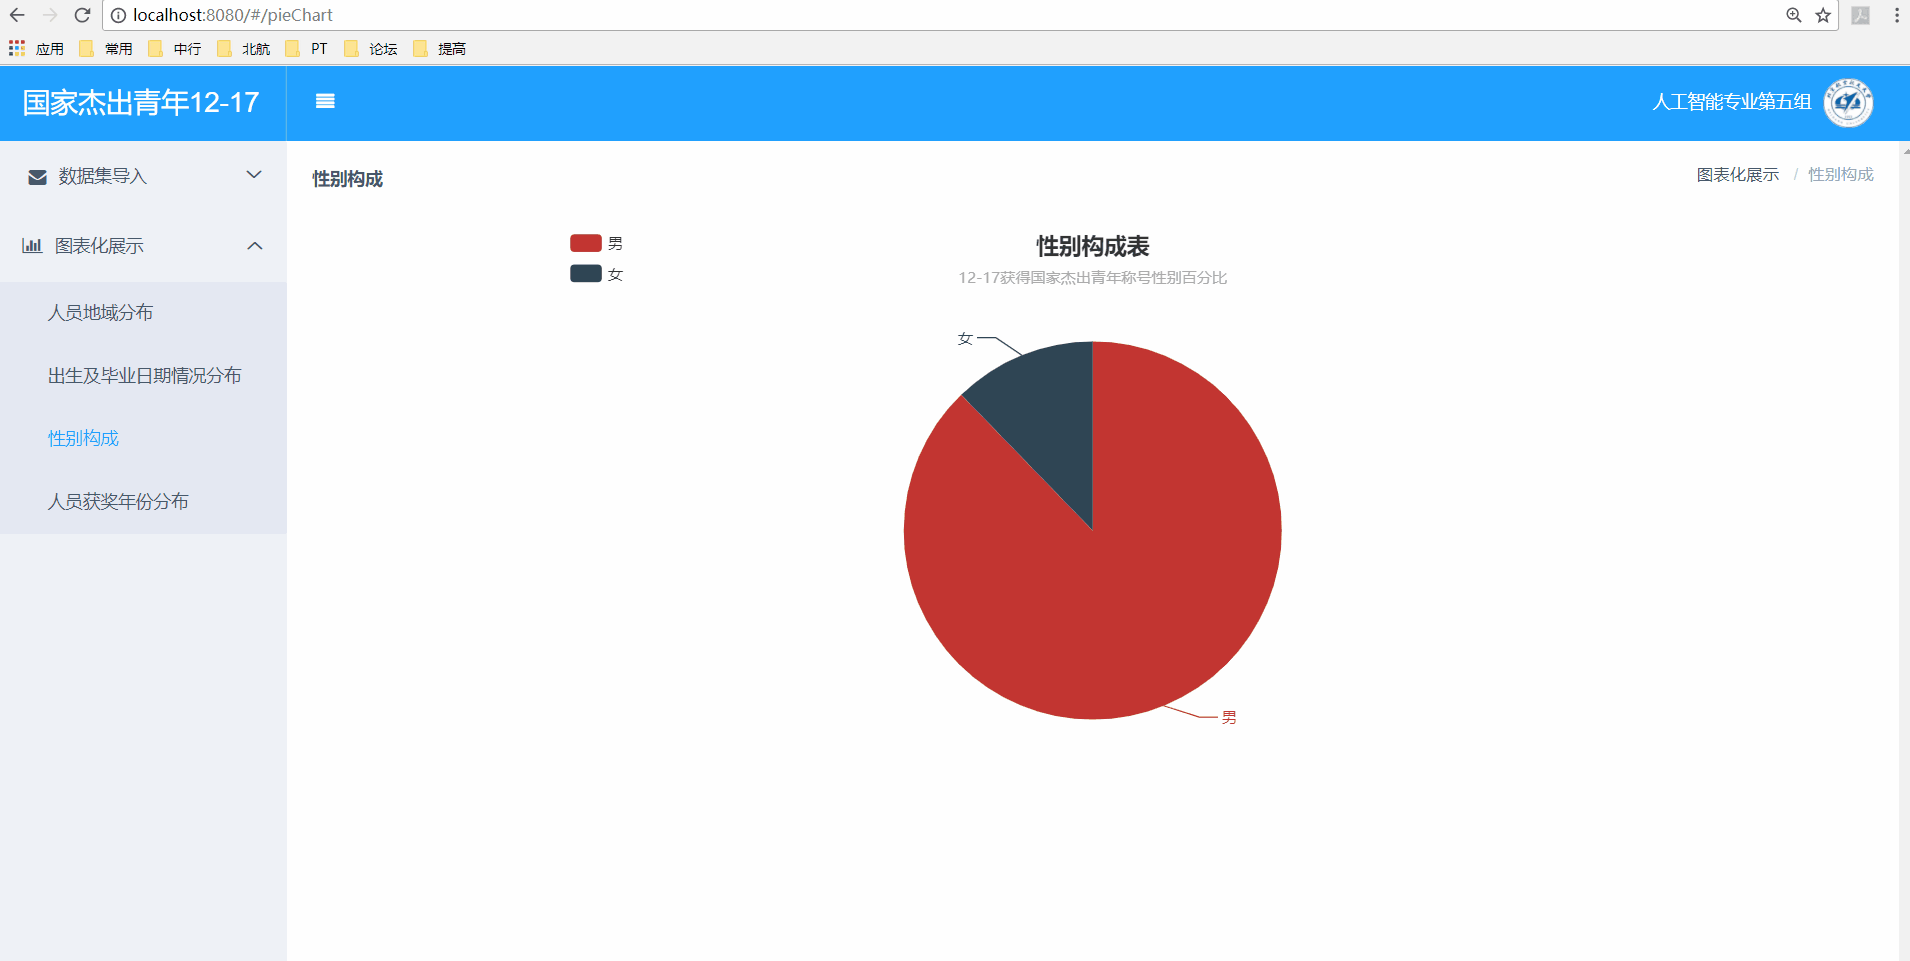 localhost:8080/#/pieChart
应用 常用 中行 北航 PT 论坛 提高
国家杰出青年12-17
人工智能专业第五组
数据集导入
图表化展示
人员地域分布
出生及毕业日期情况分布
性别构成
人员获奖年份分布
性别构成
图表化展示 / 性别构成
男
女
性别构成表
12-17获得国家杰出青年称号性别百分比
女
男